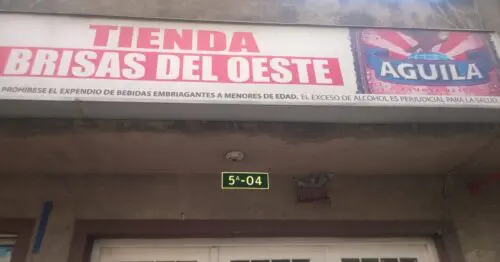 TIENDA
BRISAS DEL OESTE
AGUILA
PROHIBESE EL EXPENDIO DE BEBIDAS EMBRIAGANTES A MENORES DE EDAD. EL EXCESO DE ALCOHOL ES PERJUDICIAL PARA LA SALUD.
5ᴬ-04